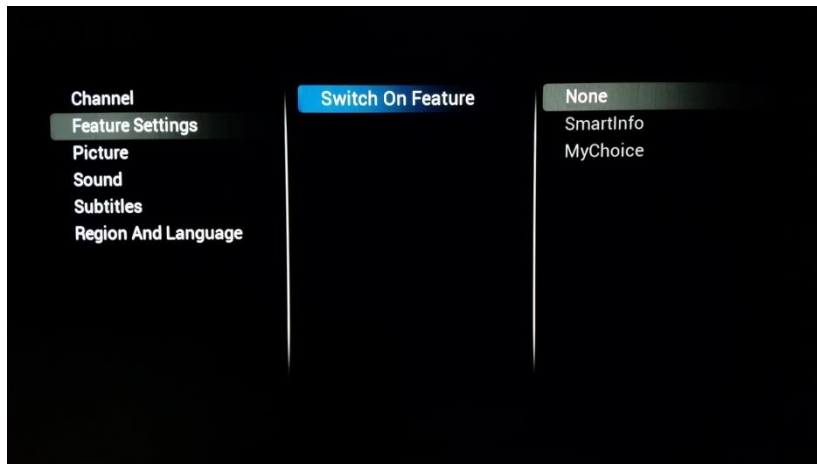 Channel
Feature Settings
Picture
Sound
Subtitles
Region And Language
Switch On Feature
None
SmartInfo
MyChoice